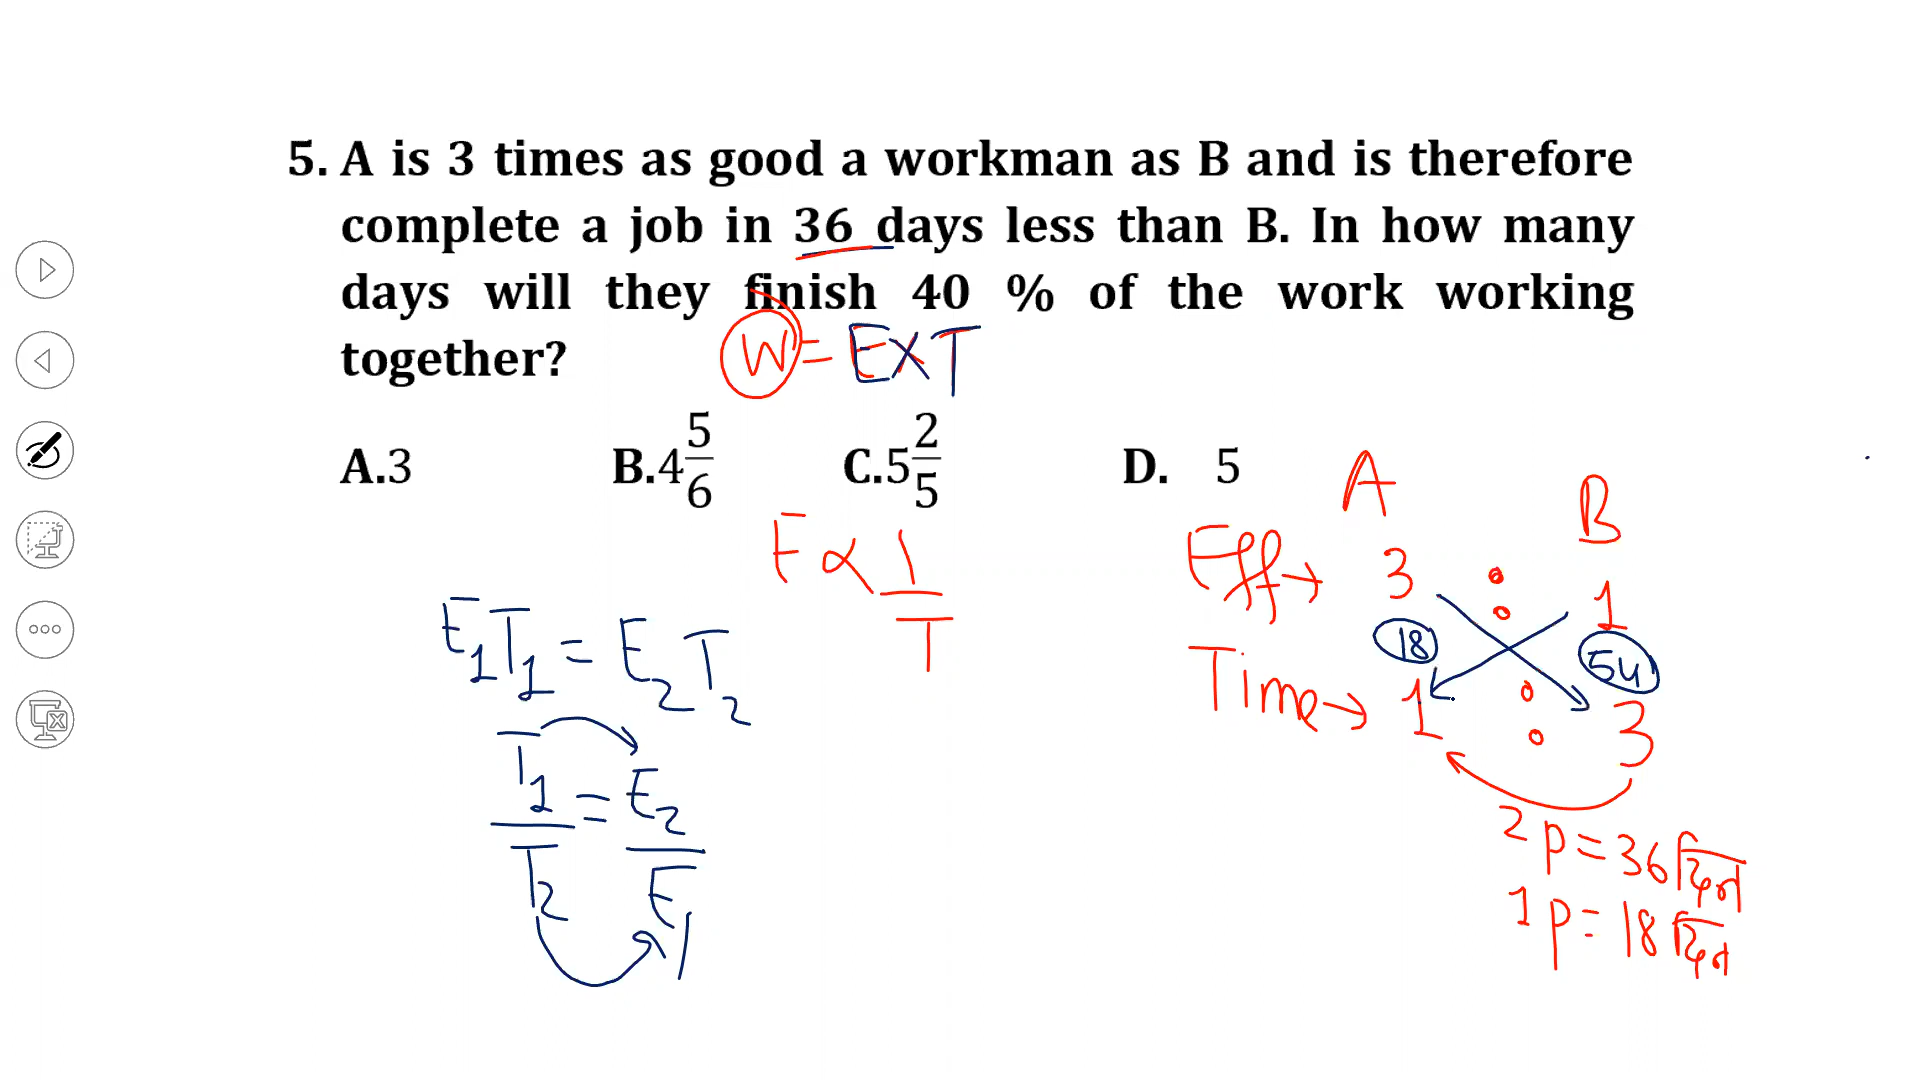 5. A is 3 times as good a workman as B and is therefore
complete a job in 36 days less than B. In how many
days will they finish 40 % of the work working
together?
W = E×T
A.3 B.4 5/6 C.5 2/5 D. 5
A B
E ∝ 1/T
Eff→ 3 : 1
18 54
Time→ 1 : 3
E₁T₁ = E₂T₂
T₁/T₂ = E₂/E₁
2p = 36 दिन
1p = 18 दिन